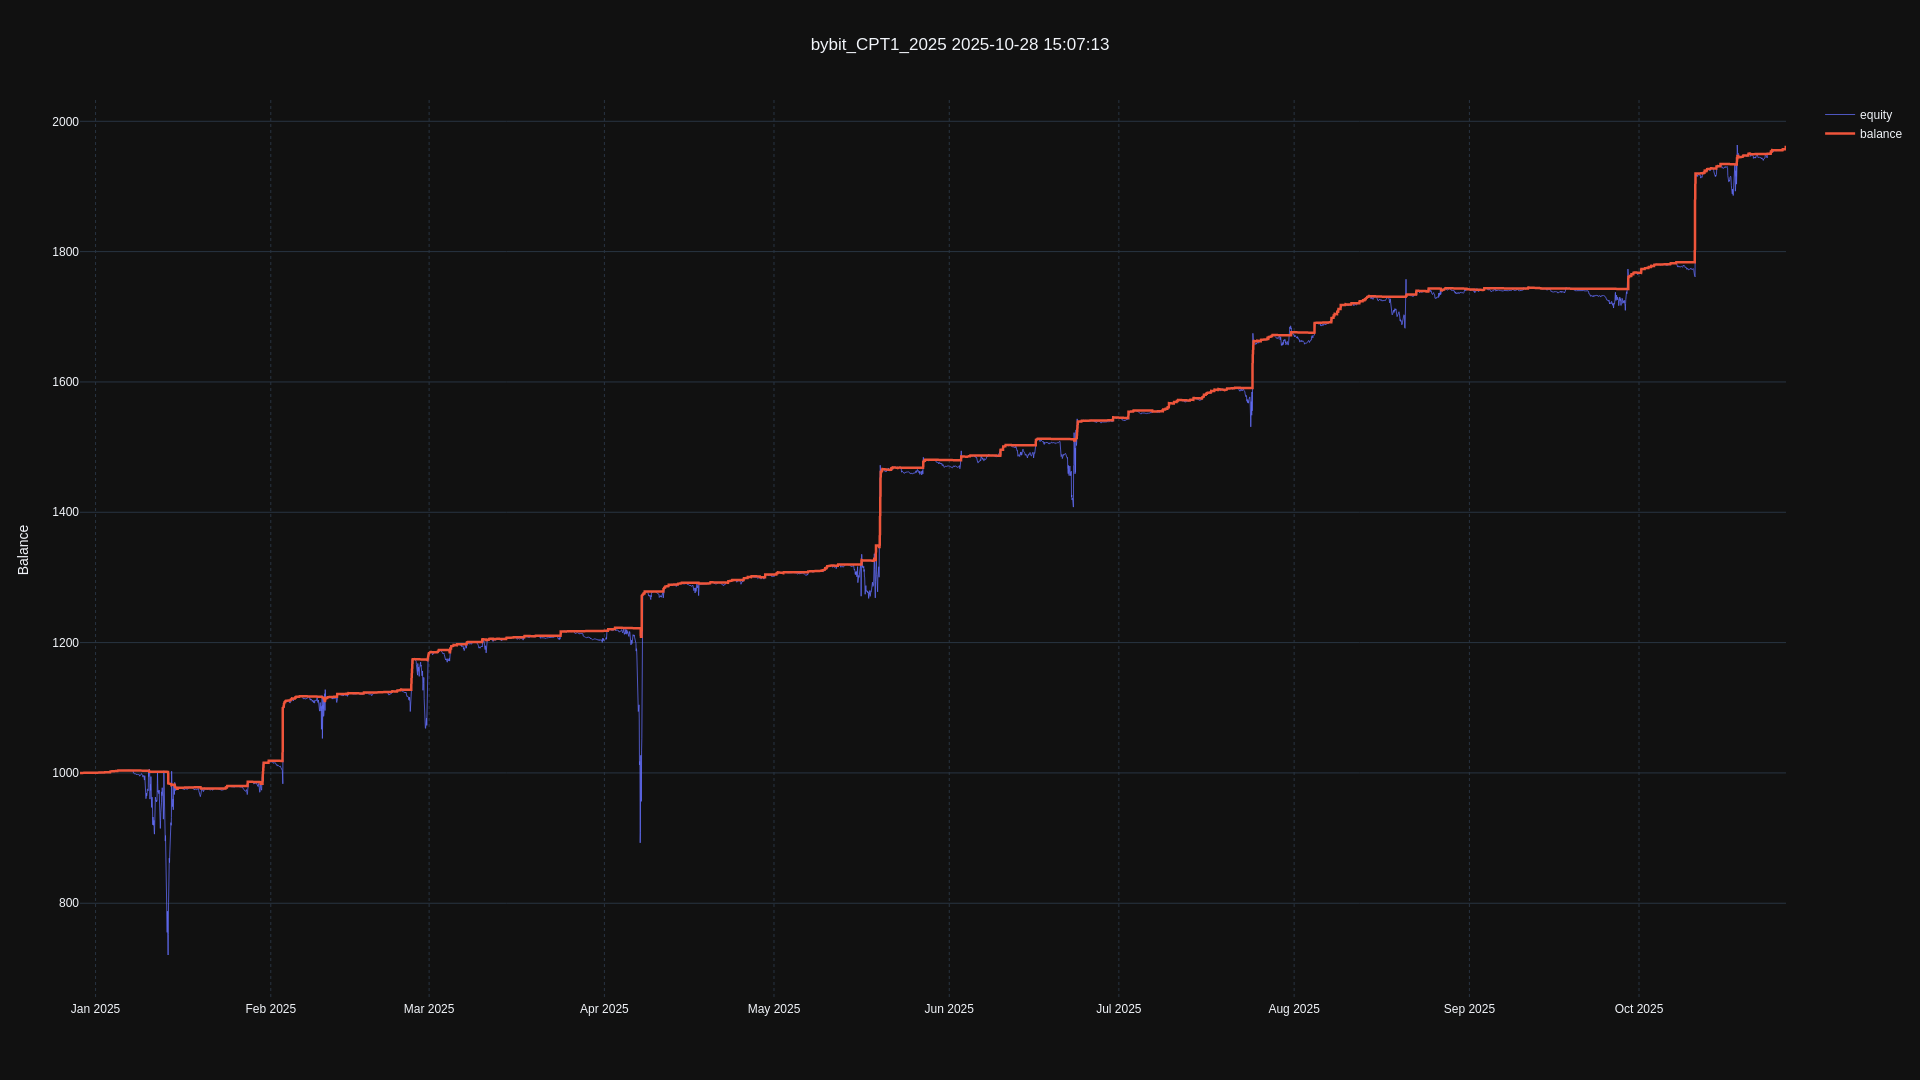 bybit_CPT1_2025 2025-10-28 15:07:13
equity
balance
2000
1800
1600
1400
1200
1000
800
Balance
Jan 2025
Feb 2025
Mar 2025
Apr 2025
May 2025
Jun 2025
Jul 2025
Aug 2025
Sep 2025
Oct 2025